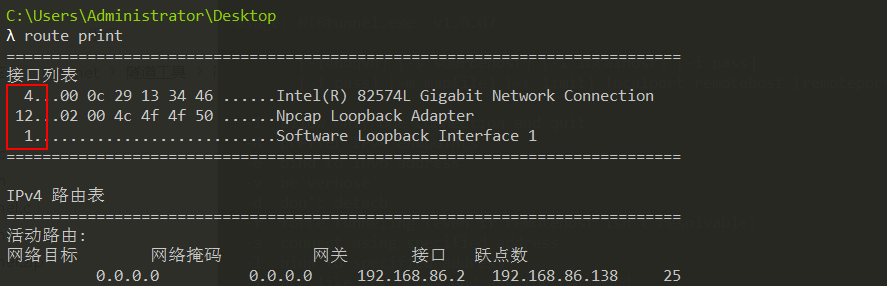 C:\Users\Administrator\Desktop
λ route print
===========================================================================
接口列表
4...00 0c 29 13 34 46 ......Intel(R) 82574L Gigabit Network Connection
12...02 00 4c 4f 4f 50 ......Npcap Loopback Adapter
1...........................Software Loopback Interface 1
===========================================================================
IPv4 路由表
===========================================================================
活动路由:
网络目标 网络掩码 网关 接口 跃点数
0.0.0.0 0.0.0.0 192.168.86.2 192.168.86.138 25